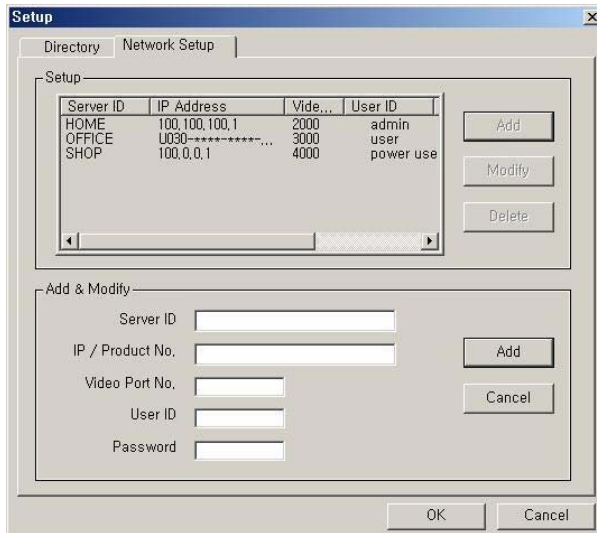 Setup
Directory Network Setup
Setup
Server ID IP Address Vide... User ID
HOME 100,100,100,1 2000 admin
OFFICE U030-****-****-... 3000 user
SHOP 100,0,0,1 4000 power use
Add
Modify
Delete
Add & Modify
Server ID
IP / Product No,
Video Port No,
User ID
Password
Add
Cancel
OK Cancel